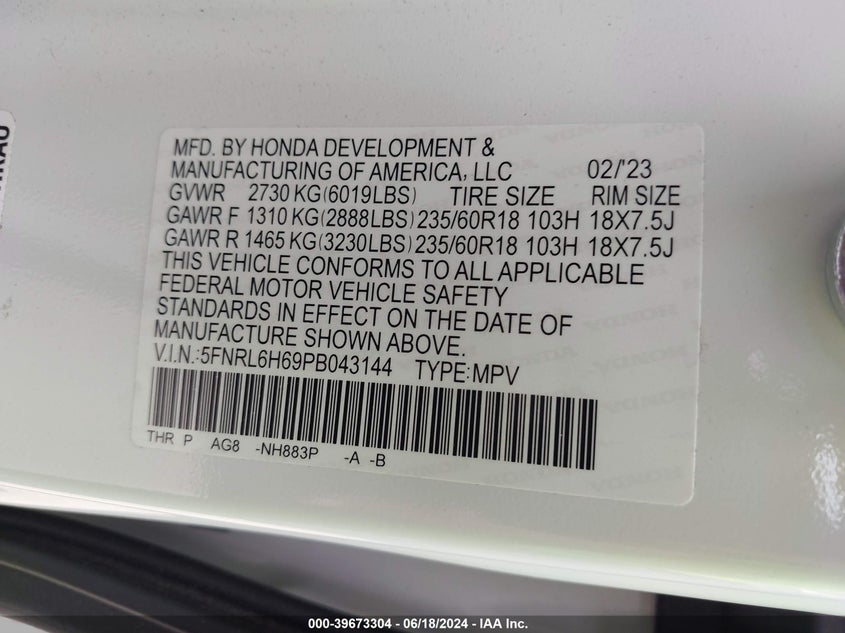 MFD. BY HONDA DEVELOPMENT &
MANUFACTURING OF AMERICA, LLC 02/'23
GVWR 2730 KG(6019LBS) TIRE SIZE RIM SIZE
GAWR F 1310 KG(2888LBS) 235/60R18 103H 18X7.5J
GAWR R 1465 KG(3230LBS) 235/60R18 103H 18X7.5J
THIS VEHICLE CONFORMS TO ALL APPLICABLE
FEDERAL MOTOR VEHICLE SAFETY
STANDARDS IN EFFECT ON THE DATE OF
MANUFACTURE SHOWN ABOVE.
V.I.N.:5FNRL6H69PB043144 TYPE:MPV
THR P AG8 -NH883P -A -B
000-39673304 - 06/18/2024 - IAA Inc.